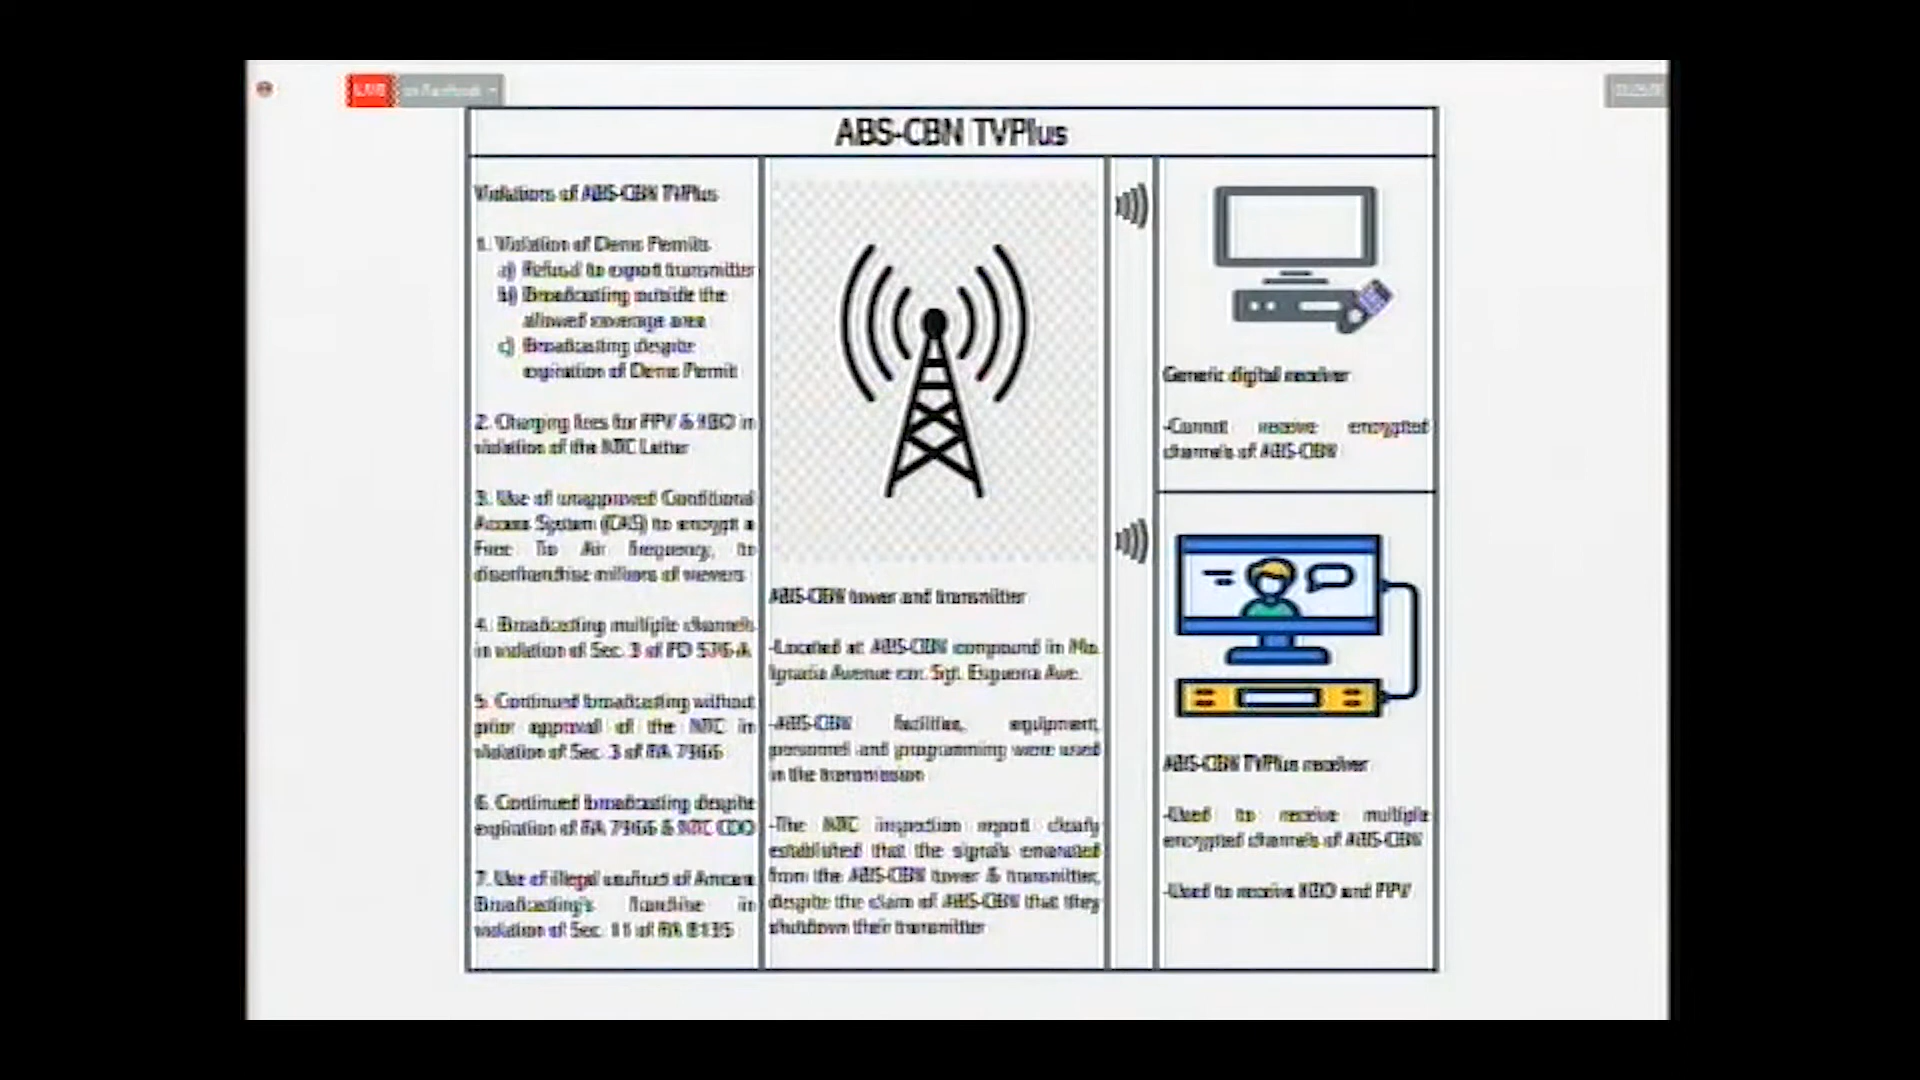 LIVE on Facebook
ABS-CBN TVPlus
Violations of ABS-CBN TVPlus
1. Violation of Demo Permits
a) Refusal to export transmitter
b) Broadcasting outside the
allowed coverage area
c) Broadcasting despite
expiration of Demo Permit
2. Charging fees for PPV & KBO in
violation of the NTC Letter
3. Use of unapproved Conditional
Access System (CAS) to encrypt a
Free To Air frequency, to
disenfranchise millions of viewers
4. Broadcasting multiple channels
in violation of Sec. 3 of PD 576-A
5. Continued broadcasting without
prior approval of the NTC in
violation of Sec. 3 of RA 7966
6. Continued broadcasting despite
expiration of RA 7966 & NTC CDO
7. Use of illegal usufruct of Amcara
Broadcasting's franchise in
violation of Sec. 11 of RA 8135
ABS-CBN tower and transmitter
-Located at ABS-CBN compound in Mo.
Ignacia Avenue cor. Sgt. Esguerra Ave.
-ABS-CBN facilities, equipment,
personnel and programming were used
in the transmission
-The NTC inspection report clearly
established that the signals emanated
from the ABS-CBN tower & transmitter,
despite the claim of ABS-CBN that they
shutdown their transmitter
Generic digital receiver
-Cannot receive encrypted
channels of ABS-CBN
ABS-CBN TVPlus receiver
-Used to receive multiple
encrypted channels of ABS-CBN
-Used to receive KBO and PPV